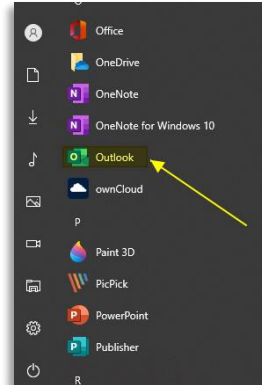 Office
OneDrive
OneNote
OneNote for Windows 10
Outlook
ownCloud
P
Paint 3D
PicPick
PowerPoint
Publisher
R